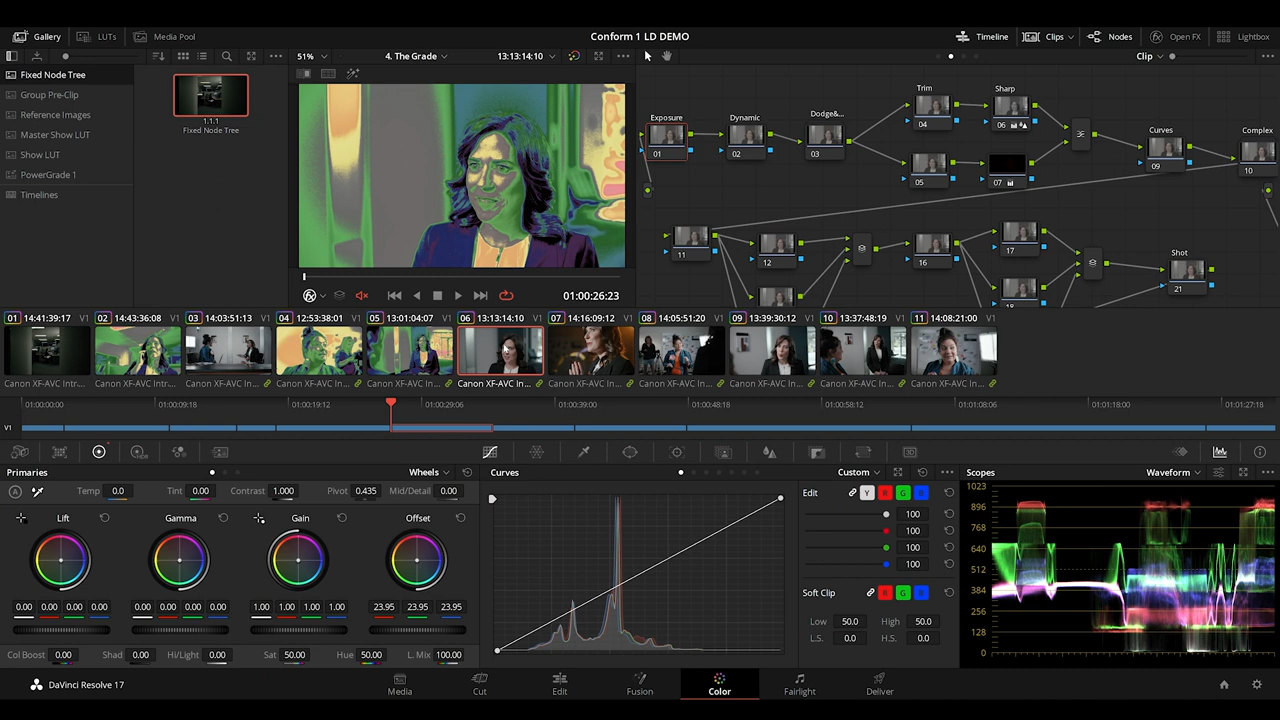 Gallery LUTs Media Pool Conform 1 LD DEMO Timeline Clips Nodes Open FX Lightbox
51% 4. The Grade 13:13:14:10 Clip
Fixed Node Tree
Group Pre-Clip
Reference Images
Master Show LUT
Show LUT
PowerGrade 1
Timelines
1.1.1
Fixed Node Tree
Exposure Dynamic Dodge&... Trim Sharp Curves Complex
01 02 03 04 06 05 07 09 10
11 12 16 17 18 Shot 21
01:00:26:23
01 14:41:39:17 V1 02 14:43:36:08 V1 03 14:03:51:13 V1 04 12:53:38:01 V1 05 13:01:04:07 V1 06 13:13:14:10 V1 07 14:16:09:12 V1 08 14:05:51:20 V1 09 13:39:30:12 V1 10 13:37:48:19 V1 11 14:08:21:00 V1
Canon XF-AVC Intr... Canon XF-AVC Intr... Canon XF-AVC In... Canon XF-AVC In... Canon XF-AVC In... Canon XF-AVC In... Canon XF-AVC In... Canon XF-AVC In... Canon XF-AVC In... Canon XF-AVC In... Canon XF-AVC In...
01:00:00:00 01:00:09:18 01:00:19:12 01:00:29:06 01:00:39:00 01:00:48:18 01:00:58:12 01:01:08:06 01:01:18:00 01:01:27:18
V1
Primaries Wheels
A Temp 0.0 Tint 0.00 Contrast 1.000 Pivot 0.435 Mid/Detail 0.00
Lift Gamma Gain Offset
0.00 0.00 0.00 0.00 0.00 0.00 0.00 0.00 1.00 1.00 1.00 1.00 23.95 23.95 23.95
Col Boost 0.00 Shad 0.00 Hi/Light 0.00 Sat 50.00 Hue 50.00 L. Mix 100.00
Curves Custom
Edit Y R G B
100
100
100
100
Soft Clip R G B
Low 50.0 High 50.0
L.S. 0.0 H.S. 0.0
Scopes Waveform
1023
896
768
640
512
384
256
128
0
DaVinci Resolve 17 Media Cut Edit Fusion Color Fairlight Deliver